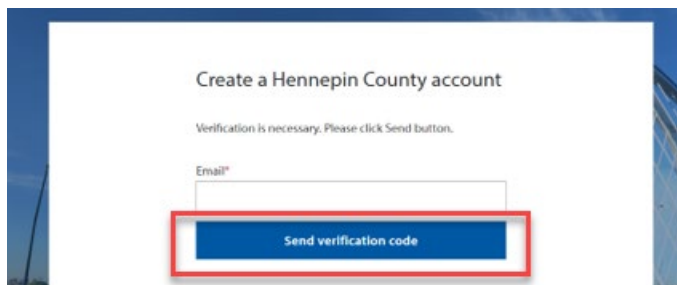 Create a Hennepin County account
Verification is necessary. Please click Send button.
Email*
Send verification code